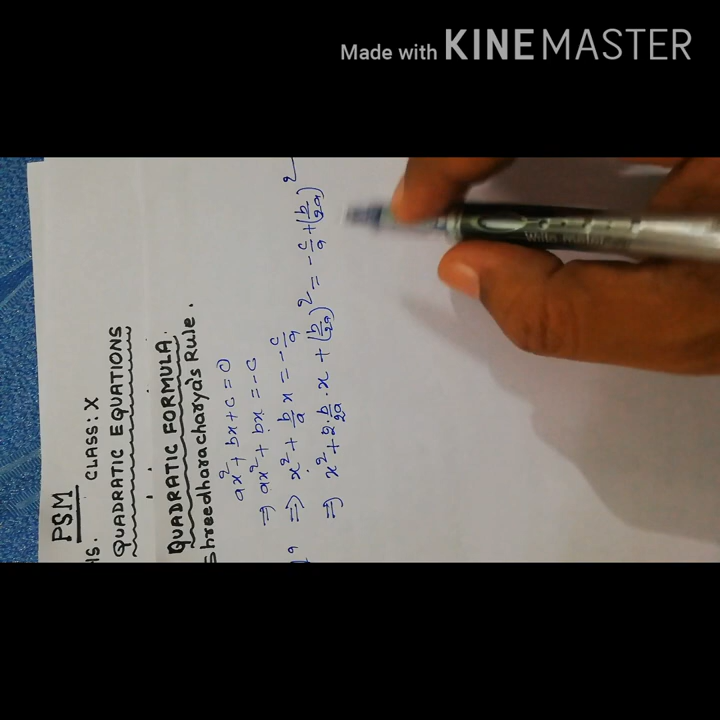 Made with KINEMASTER
PSM
CLASS: X
QUADRATIC EQUATIONS
QUADRATIC FORMULA.
Shreedharacharya's Rule.
ax² + bx + c = 0
⇒ ax² + bx = -c
⇒ x² + b/a x = -c/a
⇒ x² + 2·b/2a·x + (b/2a)² = -c/a + (b/2a)²